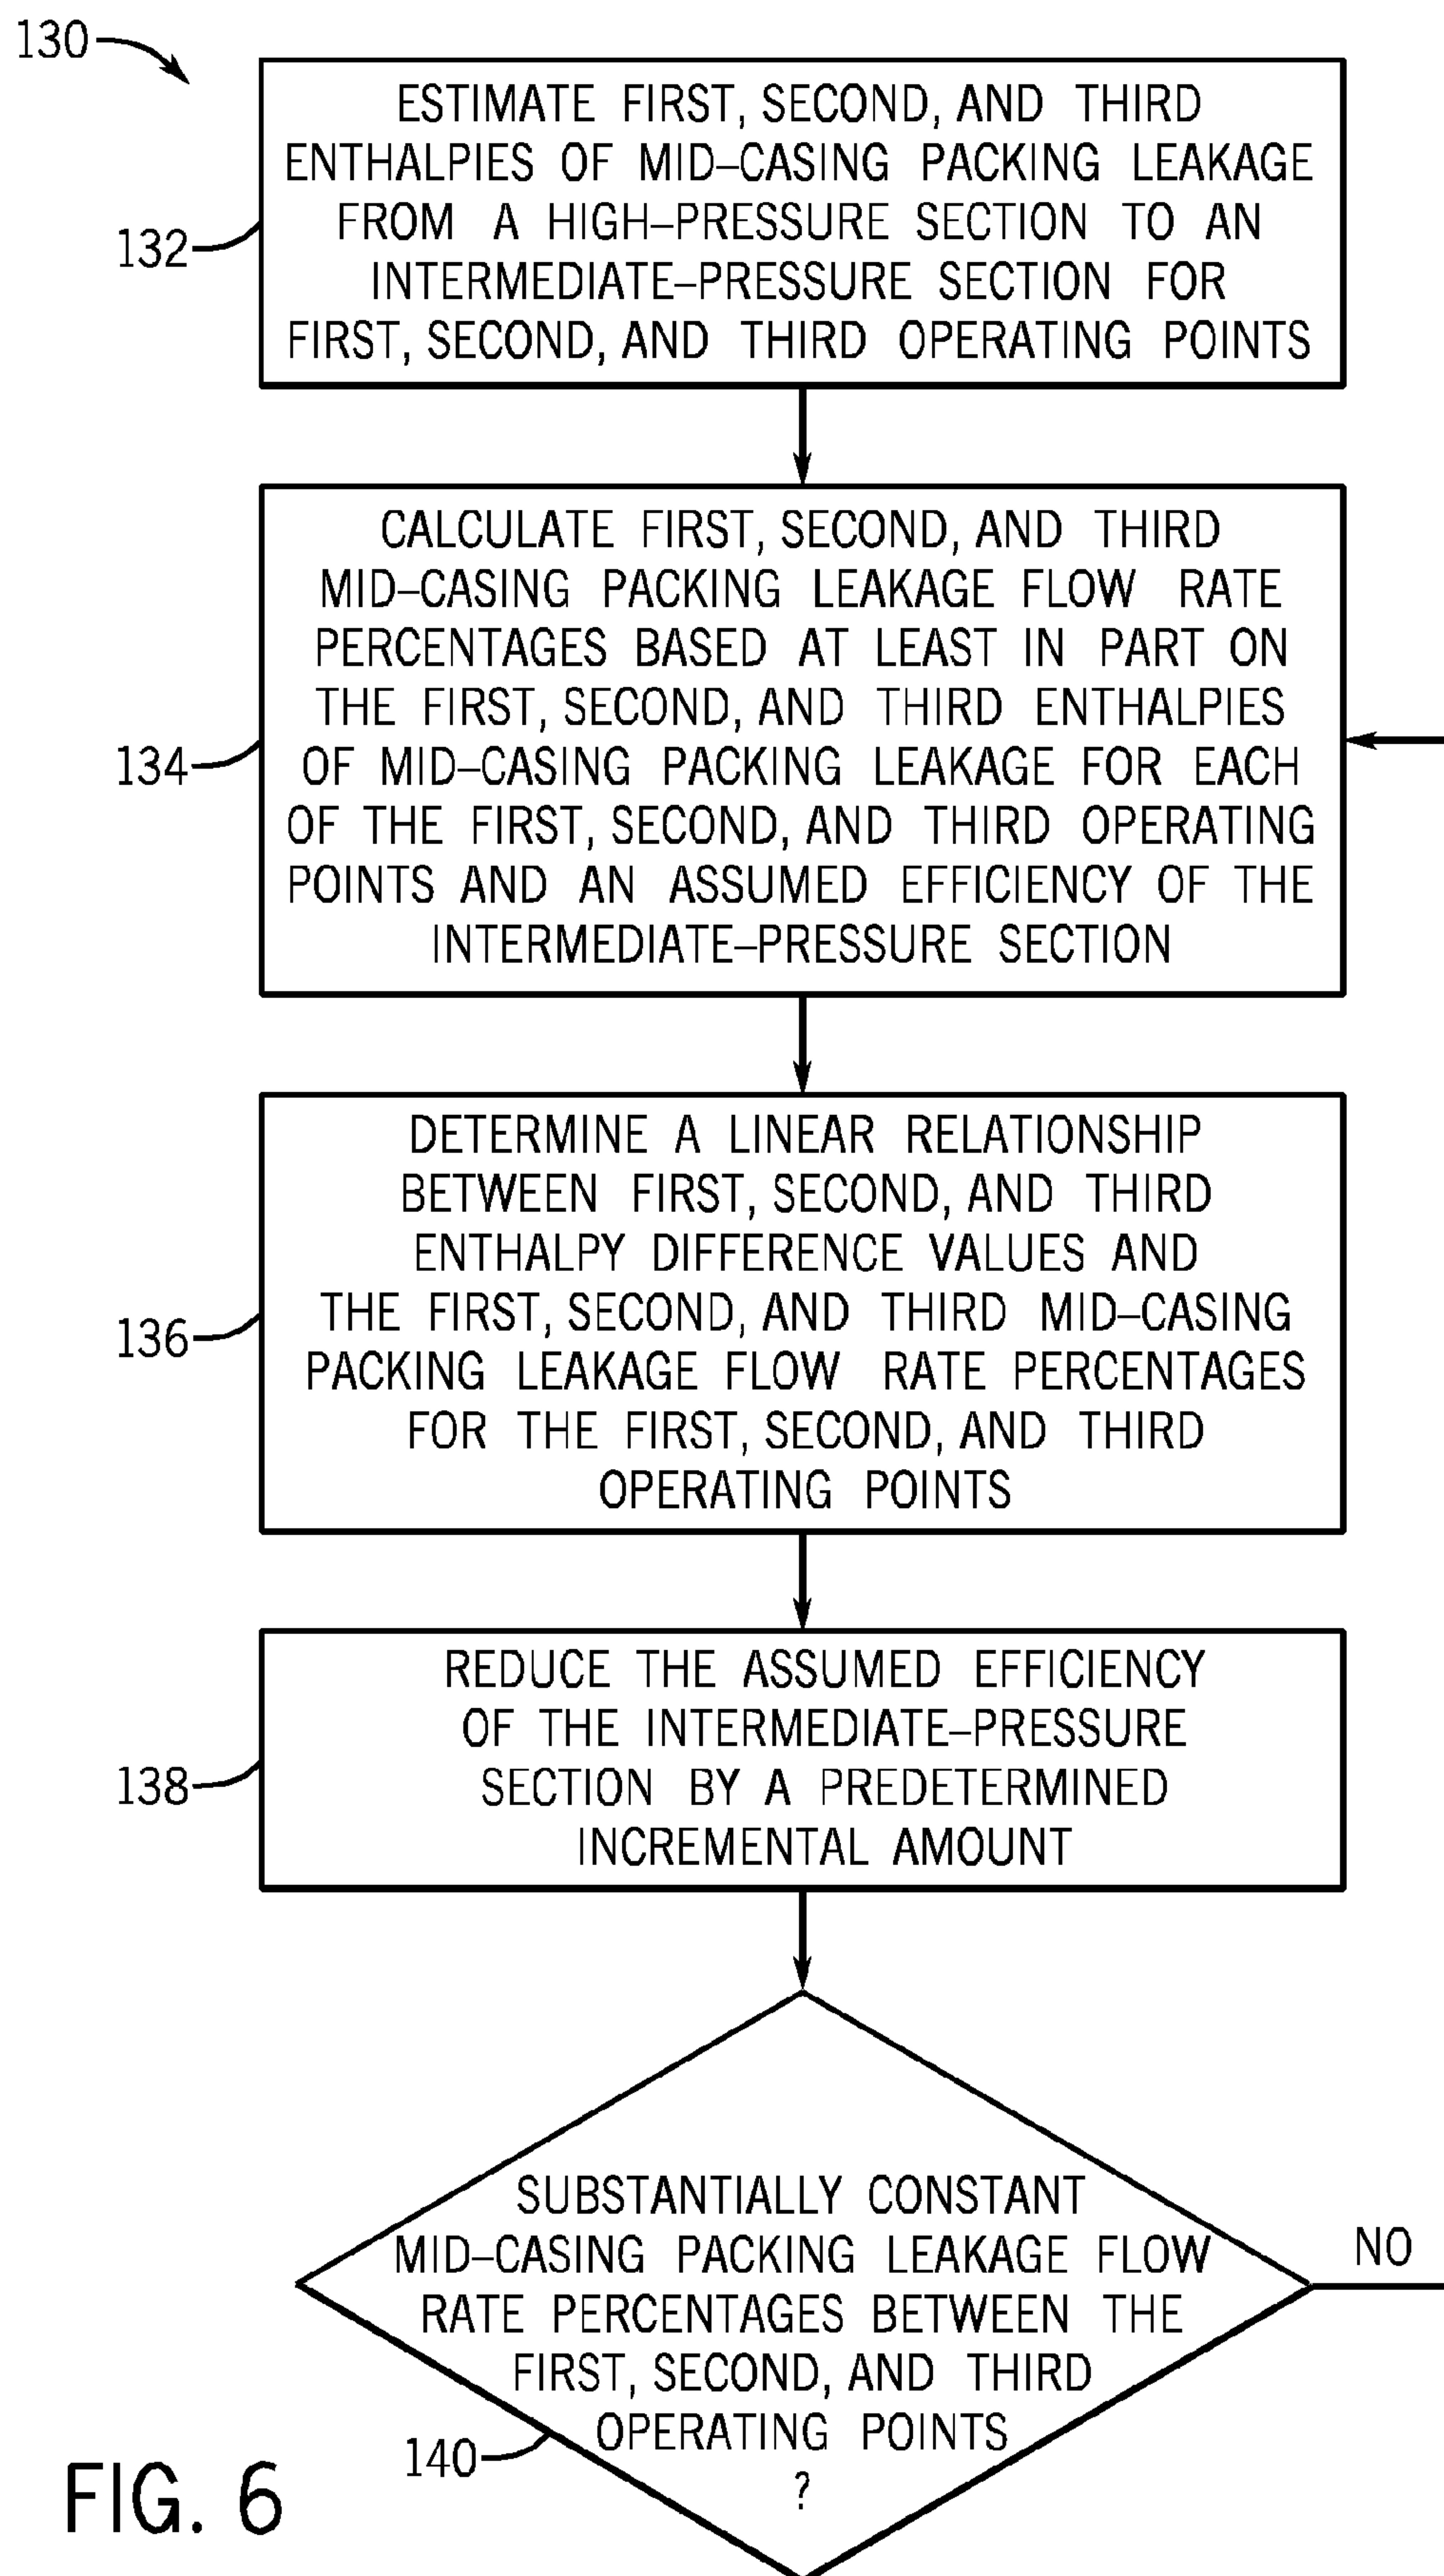 130
ESTIMATE FIRST, SECOND, AND THIRD
ENTHALPIES OF MID–CASING PACKING LEAKAGE
FROM A HIGH–PRESSURE SECTION TO AN
INTERMEDIATE–PRESSURE SECTION FOR
FIRST, SECOND, AND THIRD OPERATING POINTS
132
CALCULATE FIRST, SECOND, AND THIRD
MID–CASING PACKING LEAKAGE FLOW RATE
PERCENTAGES BASED AT LEAST IN PART ON
THE FIRST, SECOND, AND THIRD ENTHALPIES
OF MID–CASING PACKING LEAKAGE FOR EACH
OF THE FIRST, SECOND, AND THIRD OPERATING
POINTS AND AN ASSUMED EFFICIENCY OF THE
INTERMEDIATE–PRESSURE SECTION
134
DETERMINE A LINEAR RELATIONSHIP
BETWEEN FIRST, SECOND, AND THIRD
ENTHALPY DIFFERENCE VALUES AND
THE FIRST, SECOND, AND THIRD MID–CASING
PACKING LEAKAGE FLOW RATE PERCENTAGES
FOR THE FIRST, SECOND, AND THIRD
OPERATING POINTS
136
REDUCE THE ASSUMED EFFICIENCY
OF THE INTERMEDIATE–PRESSURE
SECTION BY A PREDETERMINED
INCREMENTAL AMOUNT
138
SUBSTANTIALLY CONSTANT
MID–CASING PACKING LEAKAGE FLOW
RATE PERCENTAGES BETWEEN THE
FIRST, SECOND, AND THIRD
OPERATING POINTS
?
NO
140
FIG. 6